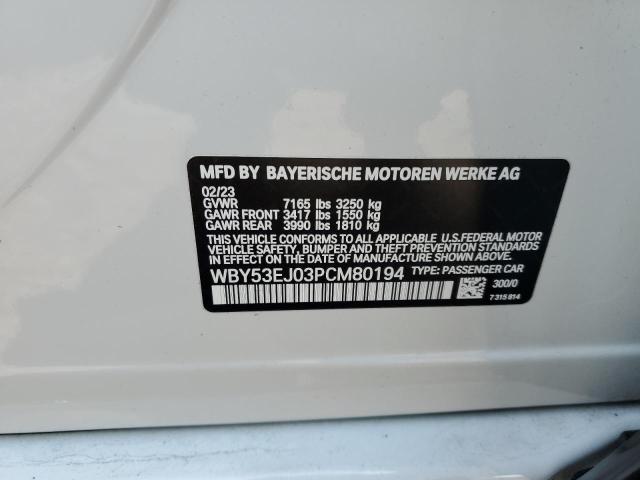 MFD BY BAYERISCHE MOTOREN WERKE AG
02/23
GVWR 7165 lbs 3250 kg
GAWR FRONT 3417 lbs 1550 kg
GAWR REAR 3990 lbs 1810 kg
THIS VEHICLE CONFORMS TO ALL APPLICABLE U.S.FEDERAL MOTOR
VEHICLE SAFETY, BUMPER AND THEFT PREVENTION STANDARDS
IN EFFECT ON THE DATE OF MANUFACTURE SHOWN ABOVE.
WBY53EJ03PCM80194 TYPE: PASSENGER CAR
300/0
7 315 814